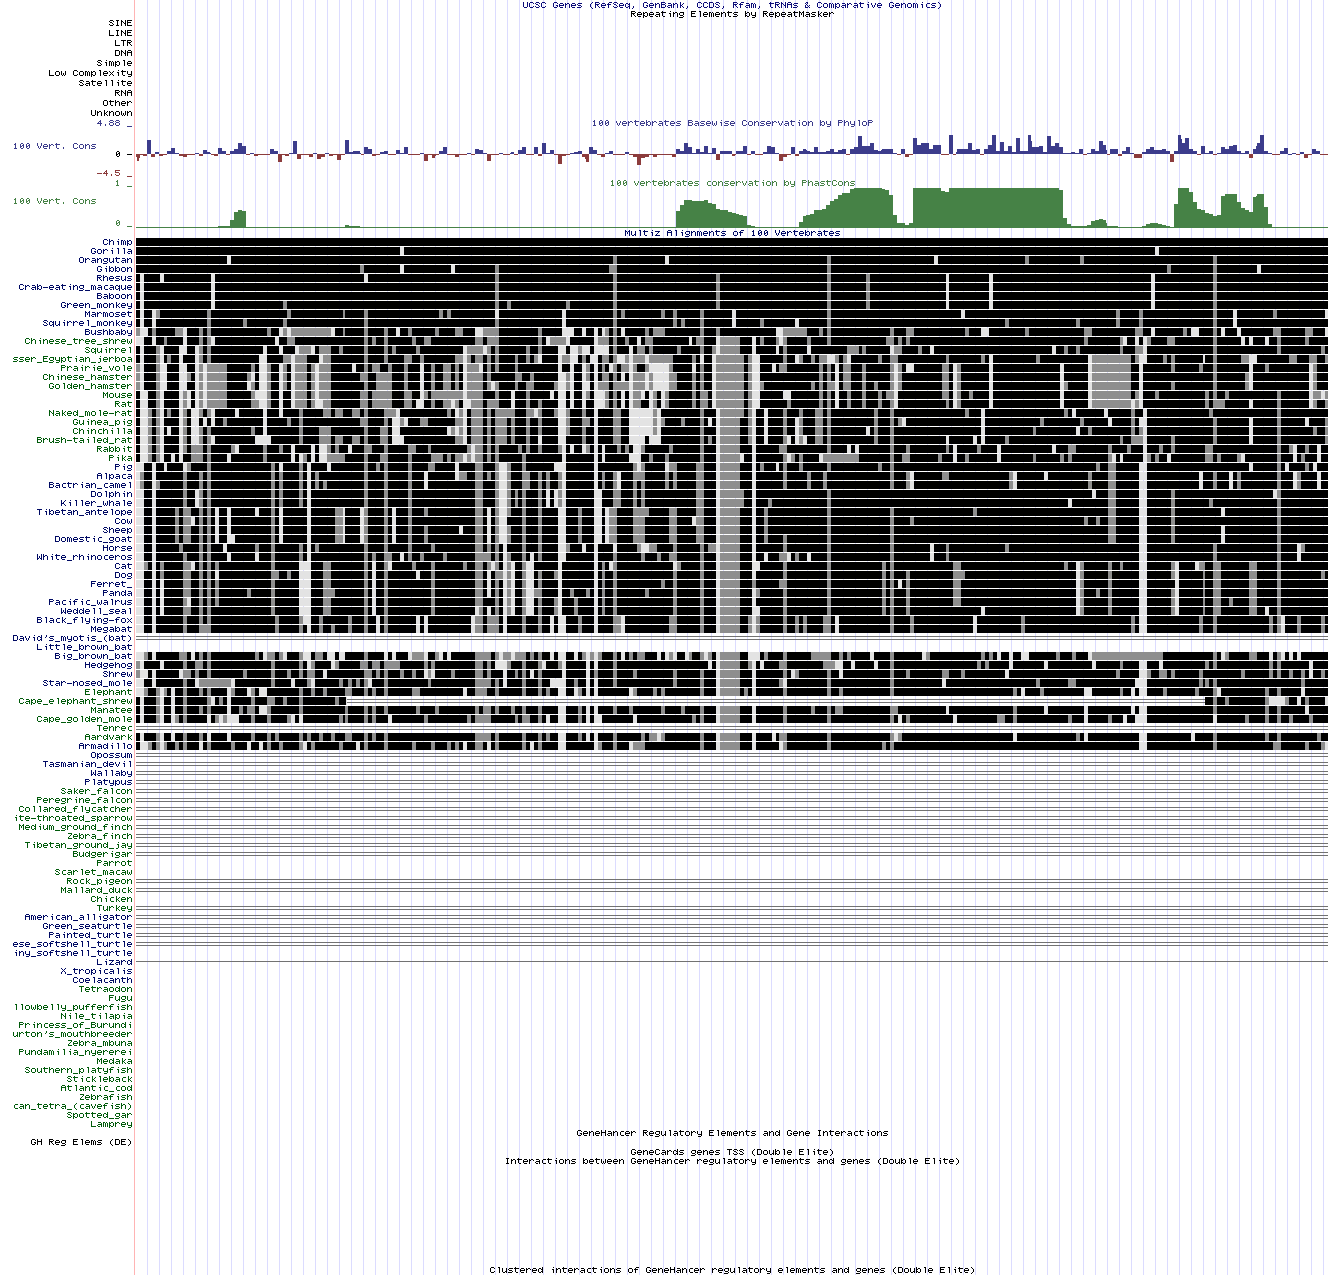 UCSC Genes (RefSeq, GenBank, CCDS, Rfam, tRNAs & Comparative Genomics)
Repeating Elements by RepeatMasker
SINE
LINE
LTR
DNA
Simple
Low Complexity
Satellite
RNA
Other
Unknown
100 vertebrates Basewise Conservation by PhyloP
4.88 _
100 Vert. Cons
0 -
-4.5 _
100 vertebrates conservation by PhastCons
1 _
100 Vert. Cons
0 _
Multiz Alignments of 100 Vertebrates
Chimp
Gorilla
Orangutan
Gibbon
Rhesus
Crab-eating_macaque
Baboon
Green_monkey
Marmoset
Squirrel_monkey
Bushbaby
Chinese_tree_shrew
Squirrel
sser_Egyptian_jerboa
Prairie_vole
Chinese_hamster
Golden_hamster
Mouse
Rat
Naked_mole-rat
Guinea_pig
Chinchilla
Brush-tailed_rat
Rabbit
Pika
Pig
Alpaca
Bactrian_camel
Dolphin
Killer_whale
Tibetan_antelope
Cow
Sheep
Domestic_goat
Horse
White_rhinoceros
Cat
Dog
Ferret_
Panda
Pacific_walrus
Weddell_seal
Black_flying-fox
Megabat
David's_myotis_(bat)
Little_brown_bat
Big_brown_bat
Hedgehog
Shrew
Star-nosed_mole
Elephant
Cape_elephant_shrew
Manatee
Cape_golden_mole
Tenrec
Aardvark
Armadillo
Opossum
Tasmanian_devil
Wallaby
Platypus
Saker_falcon
Peregrine_falcon
Collared_flycatcher
ite-throated_sparrow
Medium_ground_finch
Zebra_finch
Tibetan_ground_jay
Budgerigar
Parrot
Scarlet_macaw
Rock_pigeon
Mallard_duck
Chicken
Turkey
American_alligator
Green_seaturtle
Painted_turtle
ese_softshell_turtle
iny_softshell_turtle
Lizard
X_tropicalis
Coelacanth
Tetraodon
Fugu
llowbelly_pufferfish
Nile_tilapia
Princess_of_Burundi
urton's_mouthbreeder
Zebra_mbuna
Pundamilia_nyererei
Medaka
Southern_platyfish
Stickleback
Atlantic_cod
Zebrafish
can_tetra_(cavefish)
Spotted_gar
Lamprey
GeneHancer Regulatory Elements and Gene Interactions
GH Reg Elems (DE)
GeneCards genes TSS (Double Elite)
Interactions between GeneHancer regulatory elements and genes (Double Elite)
Clustered interactions of GeneHancer regulatory elements and genes (Double Elite)